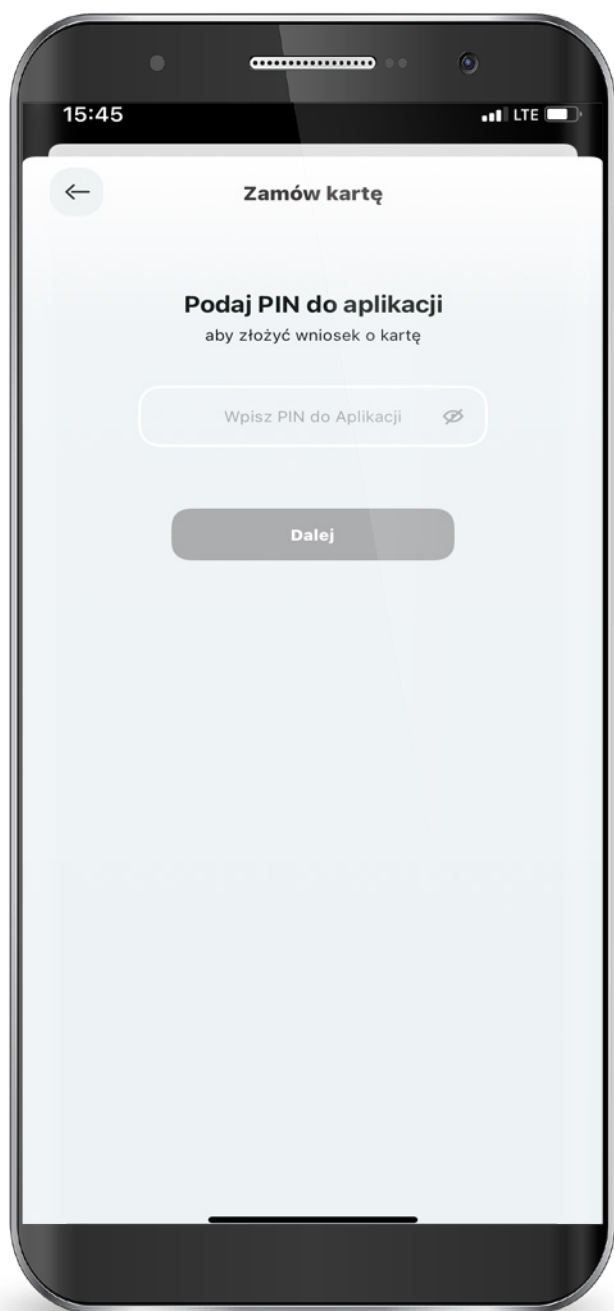 15:45
LTE
Zamów kartę
Podaj PIN do aplikacji
aby złożyć wniosek o kartę
Wpisz PIN do Aplikacji
Dalej